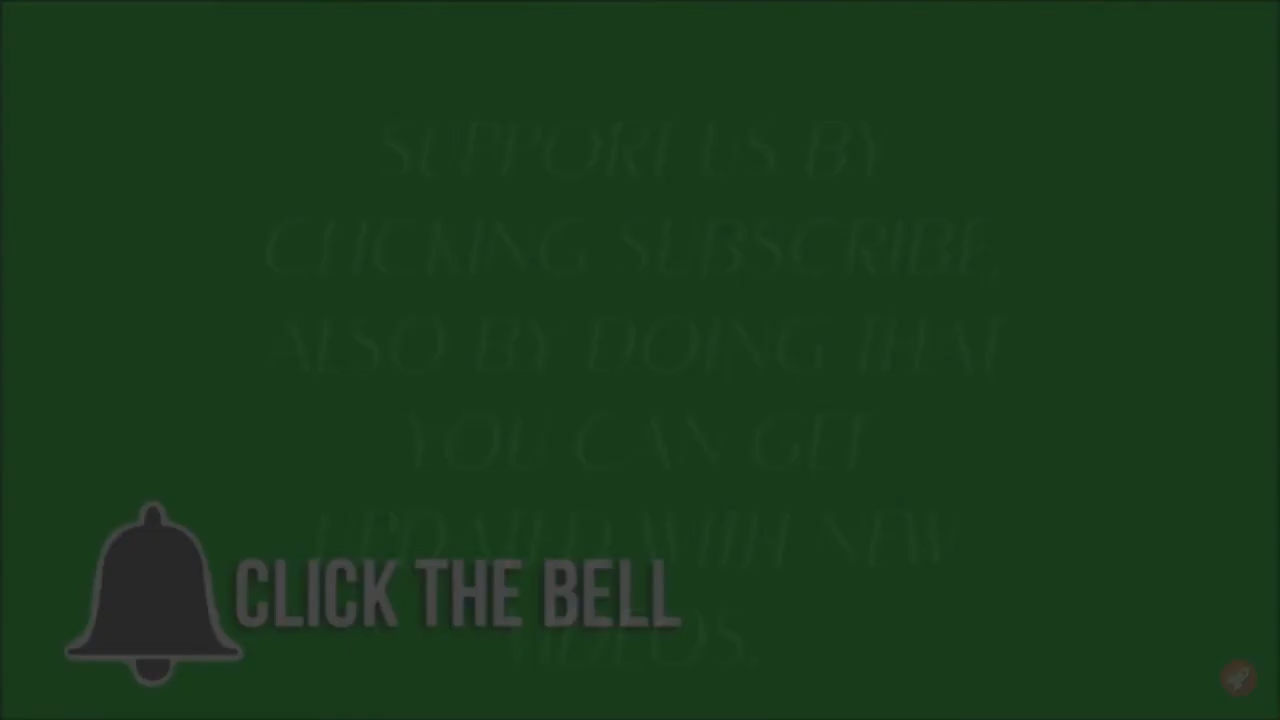 SUPPORT US BY
CLICKING SUBSCRIBE,
ALSO BY DOING THAT
YOU CAN GET
UPDATED WITH NEW
CLICK THE BELL
VIDEOS.